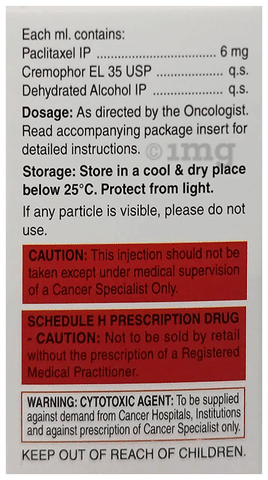 Each ml. contains:
Paclitaxel IP ..................... 6 mg
Cremophor EL 35 USP ........ q.s.
Dehydrated Alcohol IP ......... q.s.
Dosage: As directed by the Oncologist.
Read accompanying package insert for
detailed instructions.
1mg
Storage: Store in a cool & dry place
below 25°C. Protect from light.
If any particle is visible, please do not
use.
CAUTION: This injection should not be
taken except under medical supervision
of a Cancer Specialist Only.
SCHEDULE H PRESCRIPTION DRUG
- CAUTION: Not to be sold by retail
without the prescription of a Registered
Medical Practitioner.
WARNING: CYTOTOXIC AGENT: To be supplied
against demand from Cancer Hospitals, Institutions
and against prescription of Cancer Specialist only.
KEEP OUT OF REACH OF CHILDREN.